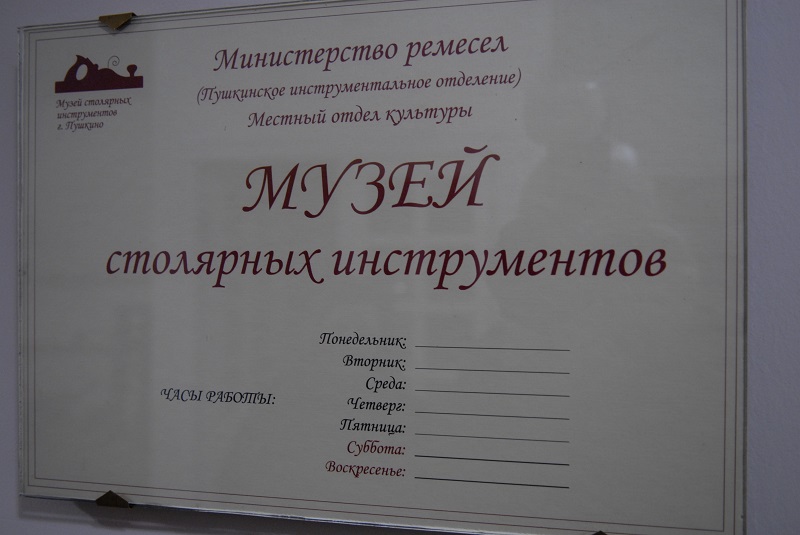 Музей столярных
инструментов
г. Пушкино
Министерство ремесел
(Пушкинское инструментальное отделение)
Местный отдел культуры
МУЗЕЙ
столярных инструментов
ЧАСЫ РАБОТЫ:
Понедельник:
Вторник:
Среда:
Четверг:
Пятница:
Суббота:
Воскресенье: